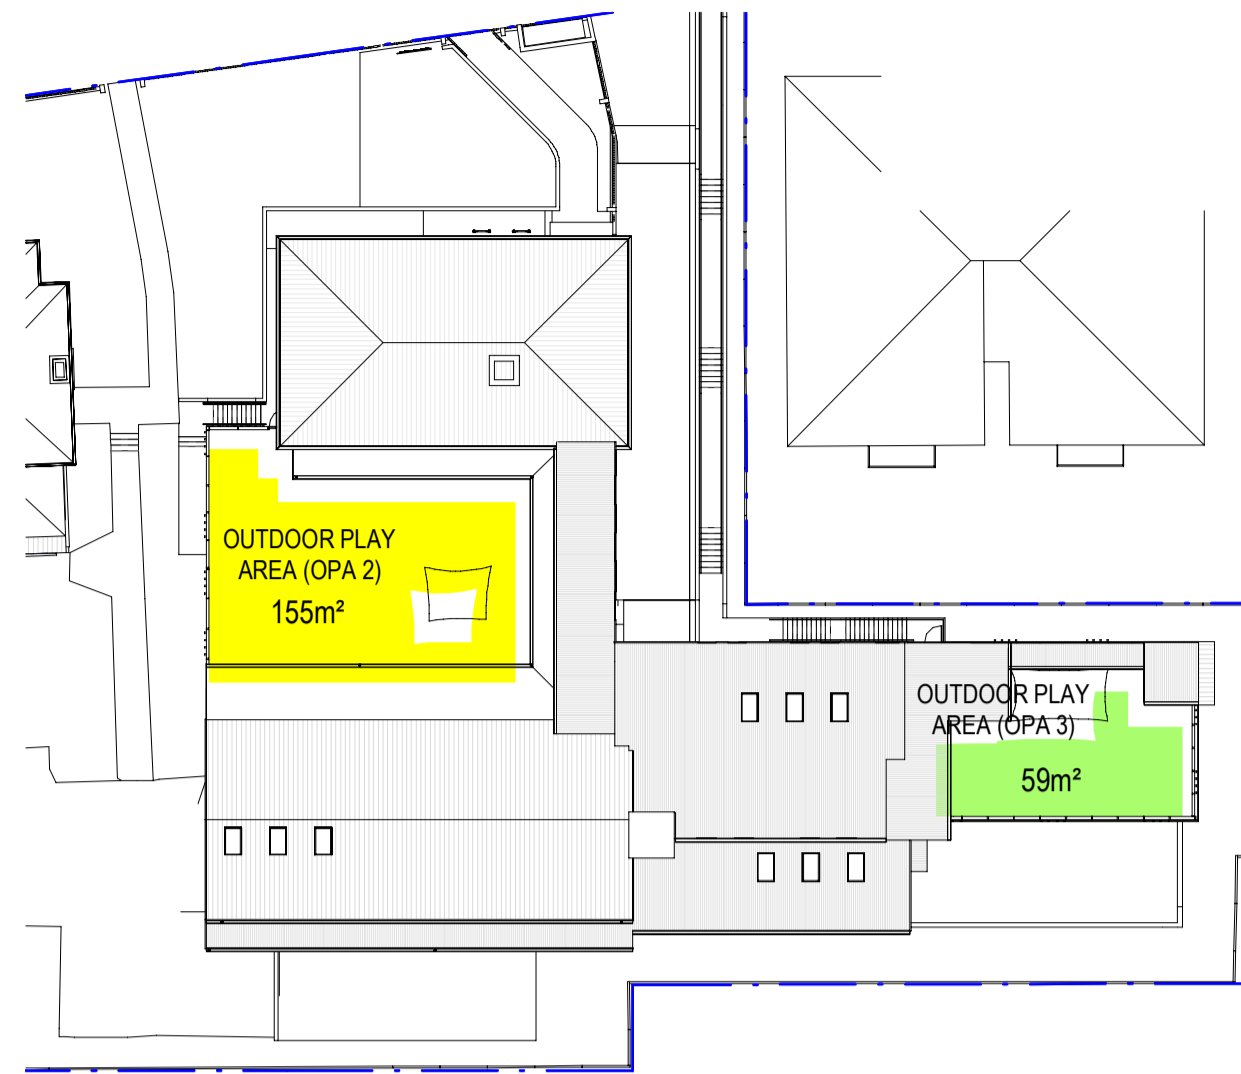 OUTDOOR PLAY
AREA (OPA 2)
155m²
OUTDOOR PLAY
AREA (OPA 3)
59m²